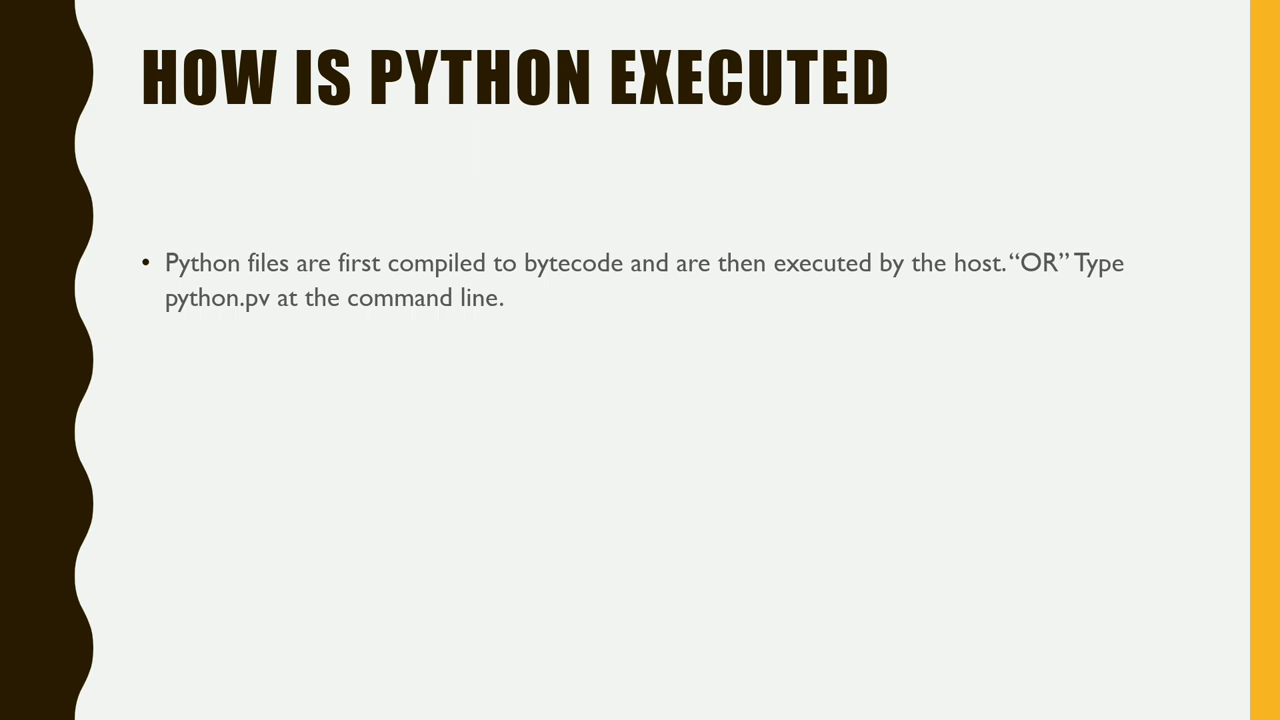 HOW IS PYTHON EXECUTED
• Python files are first compiled to bytecode and are then executed by the host. “OR” Type
python.pv at the command line.